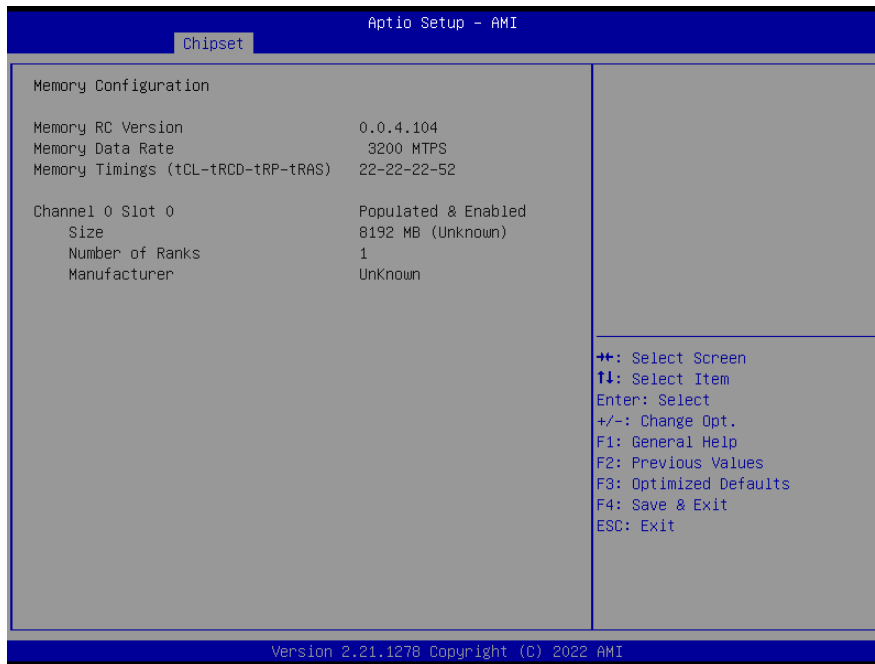 Aptio Setup – AMI
Chipset
Memory Configuration
Memory RC Version 0.0.4.104
Memory Data Rate 3200 MTPS
Memory Timings (tCL-tRCD-tRP-tRAS) 22-22-22-52
Channel 0 Slot 0 Populated & Enabled
Size 8192 MB (Unknown)
Number of Ranks 1
Manufacturer UnKnown
→←: Select Screen
↑↓: Select Item
Enter: Select
+/-: Change Opt.
F1: General Help
F2: Previous Values
F3: Optimized Defaults
F4: Save & Exit
ESC: Exit
Version 2.21.1278 Copyright (C) 2022 AMI